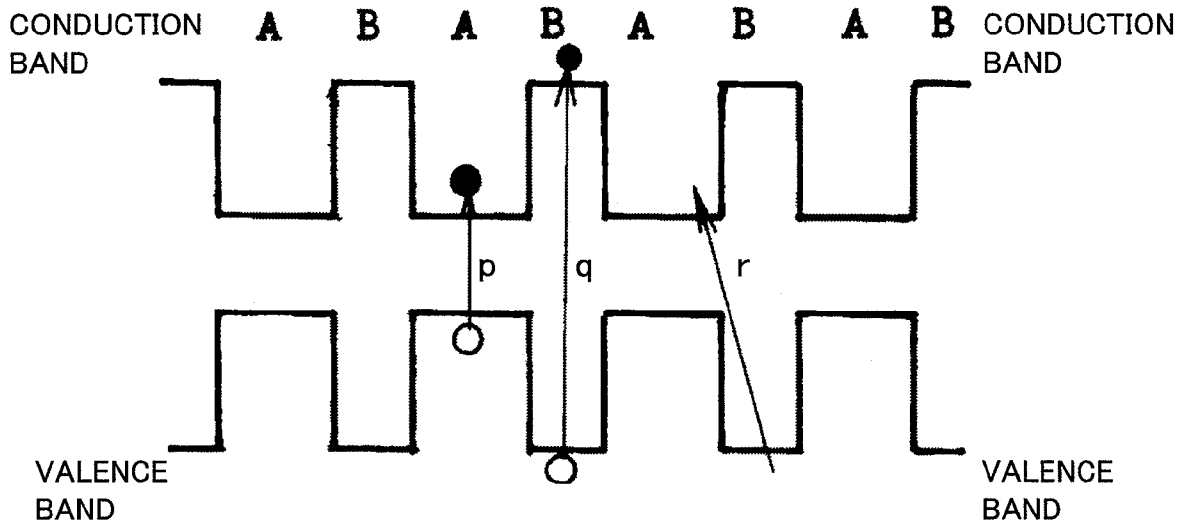 CONDUCTION
BAND
A B A B A B A B
CONDUCTION
BAND
p q r
VALENCE
BAND
VALENCE
BAND